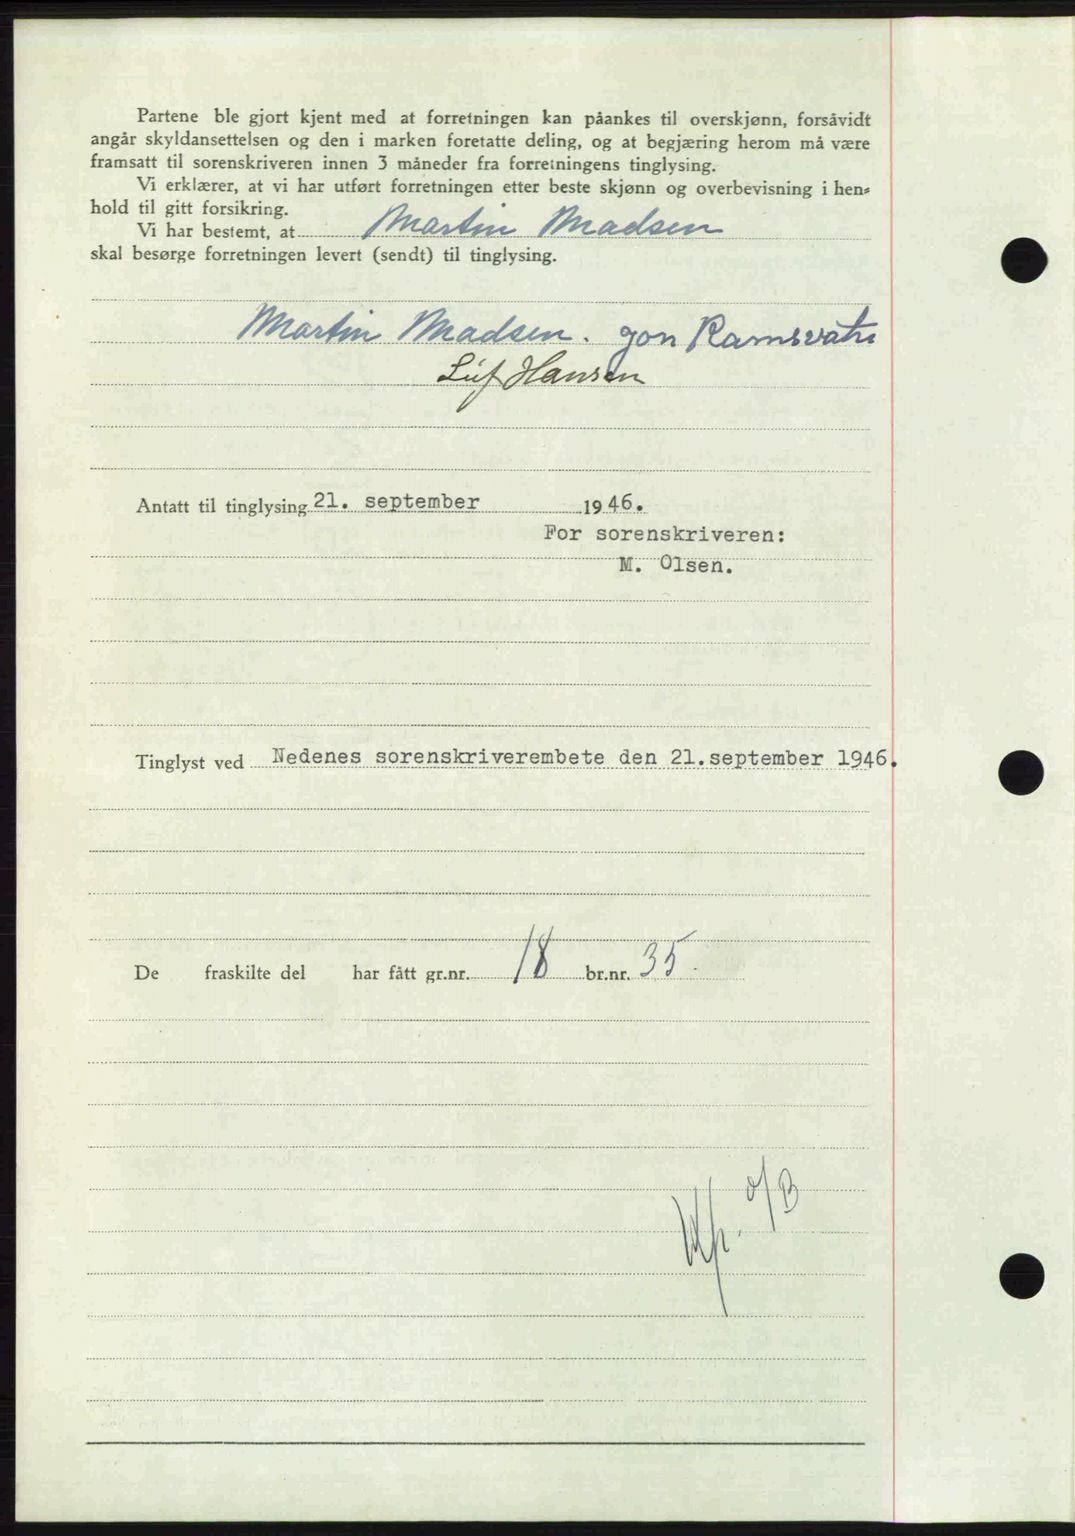 Partene ble gjort kjent med at forretningen kan påankes til overskjønn, forsåvidt
angår skyldansettelsen og den i marken foretatte deling, og at begjæring herom må være
framsatt til sorenskriveren innen 3 måneder fra forretningens tinglysing.
Vi erklærer, at vi har utført forretningen etter beste skjønn og overbevisning i hen-
hold til gitt forsikring.
Vi har bestemt, at Martin Madsen
skal besørge forretningen levert (sendt) til tinglysing.
Martin Madsen. Jon Ramsvatn
Leif Hansen
Antatt til tinglysing 21. september 1946.
For sorenskriveren:
M. Olsen.
Tinglyst ved Nedenes sorenskriverembete den 21.september 1946.
De fraskilte del har fått gr.nr. 18 br.nr. 35.